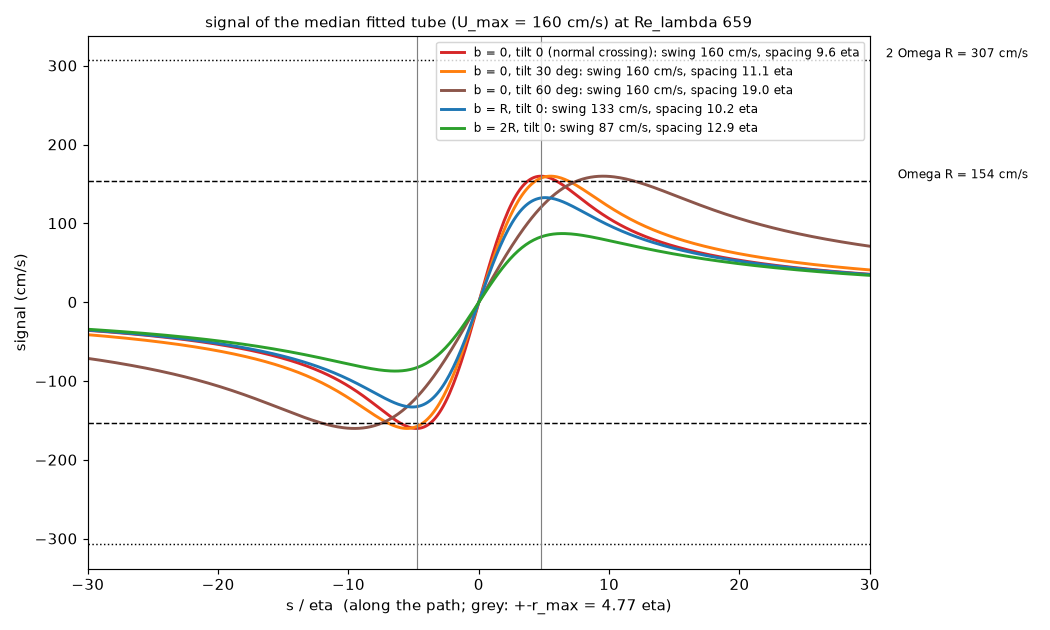 signal of the median fitted tube (U_max = 160 cm/s) at Re_lambda 659
b = 0, tilt 0 (normal crossing): swing 160 cm/s, spacing 9.6 eta
b = 0, tilt 30 deg: swing 160 cm/s, spacing 11.1 eta
b = 0, tilt 60 deg: swing 160 cm/s, spacing 19.0 eta
b = R, tilt 0: swing 133 cm/s, spacing 10.2 eta
b = 2R, tilt 0: swing 87 cm/s, spacing 12.9 eta
2 Omega R = 307 cm/s
Omega R = 154 cm/s
signal (cm/s)
300
200
100
0
−100
−200
−300
−30
−20
−10
0
10
20
30
s / eta  (along the path; grey: +-r_max = 4.77 eta)